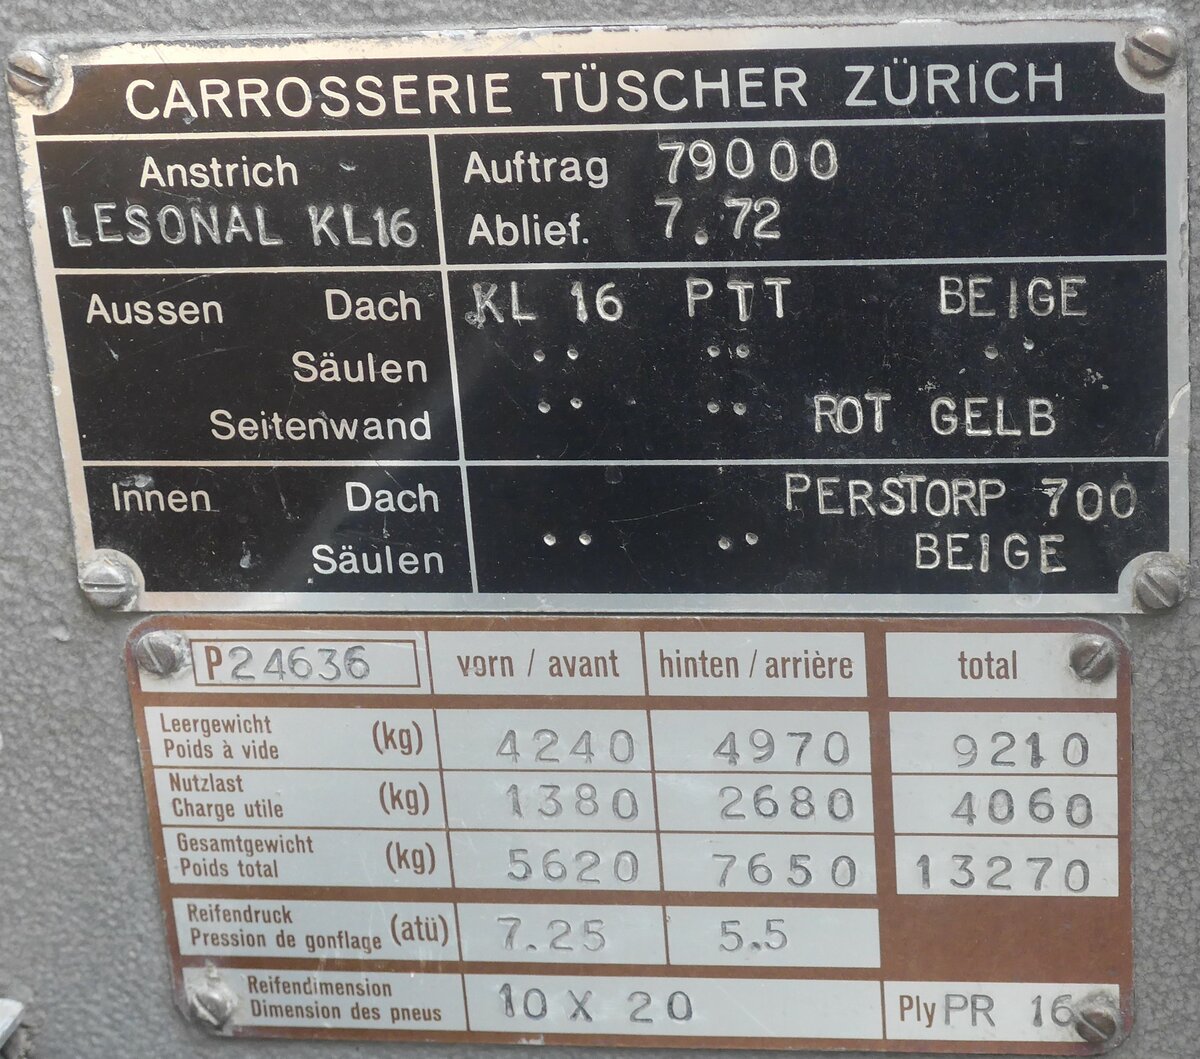 CARROSSERIE TÜSCHER ZÜRICH
Anstrich
LESONAL KL16
Auftrag 79000
Ablief. 7.72
Aussen Dach KL 16 PTT BEIGE
Säulen .. .. ..
Seitenwand .. .. ROT GELB
Innen Dach PERSTORP 700
Säulen .. .. BEIGE
P24636 vorn / avant hinten / arrière total
Leergewicht
Poids à vide (kg) 4240 4970 9210
Nutzlast
Charge utile (kg) 1380 2680 4060
Gesamtgewicht
Poids total (kg) 5620 7650 13270
Reifendruck
Pression de gonflage (atü) 7.25 5.5
Reifendimension
Dimension des pneus 10 X 20 Ply PR 16